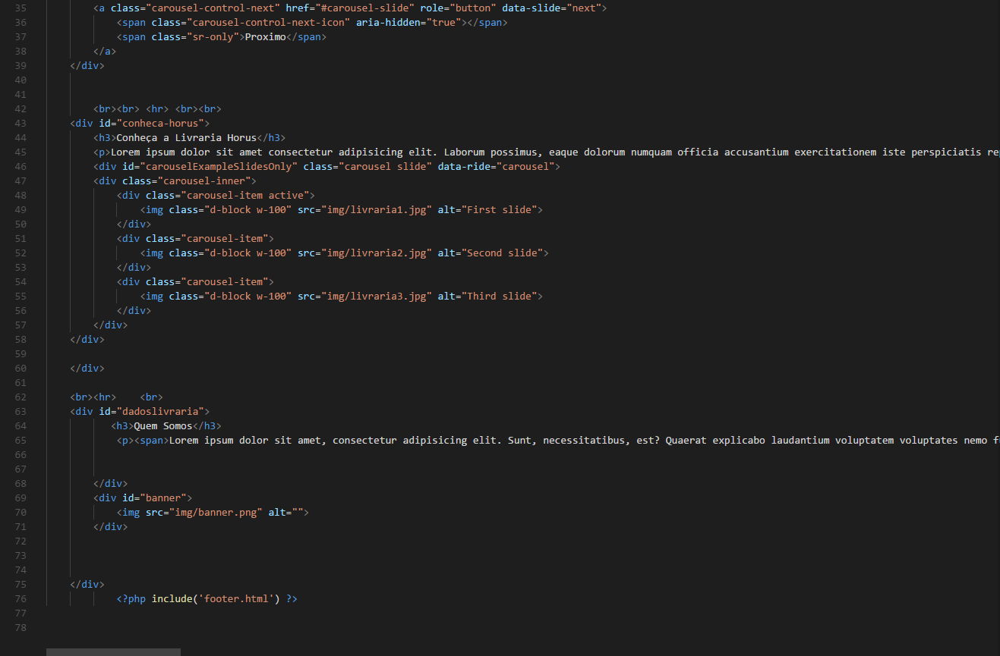 35 <a class="carousel-control-next" href="#carousel-slide" role="button" data-slide="next">
36 <span class="carousel-control-next-icon" aria-hidden="true"></span>
37 <span class="sr-only">Proximo</span>
38 </a>
39 </div>
40
41
42 <br><br> <hr> <br><br>
43 <div id="conheca-horus">
44 <h3>Conheça a Livraria Horus</h3>
45 <p>Lorem ipsum dolor sit amet consectetur adipisicing elit. Laborum possimus, eaque dolorum numquam officia accusantium exercitationem iste perspiciatis re
46 <div id="carouselExampleSlidesOnly" class="carousel slide" data-ride="carousel">
47 <div class="carousel-inner">
48 <div class="carousel-item active">
49 <img class="d-block w-100" src="img/livraria1.jpg" alt="First slide">
50 </div>
51 <div class="carousel-item">
52 <img class="d-block w-100" src="img/livraria2.jpg" alt="Second slide">
53 </div>
54 <div class="carousel-item">
55 <img class="d-block w-100" src="img/livraria3.jpg" alt="Third slide">
56 </div>
57 </div>
58 </div>
59
60 </div>
61
62 <br><hr>    <br>
63 <div id="dadoslivraria">
64 <h3>Quem Somos</h3>
65 <p><span>Lorem ipsum dolor sit amet, consectetur adipisicing elit. Sunt, necessitatibus, est? Quaerat explicabo laudantium voluptatem voluptates nemo f
66
67
68 </div>
69 <div id="banner">
70 <img src="img/banner.png" alt="">
71 </div>
72
73
74
75 </div>
76 <?php include('footer.html') ?>
77
78